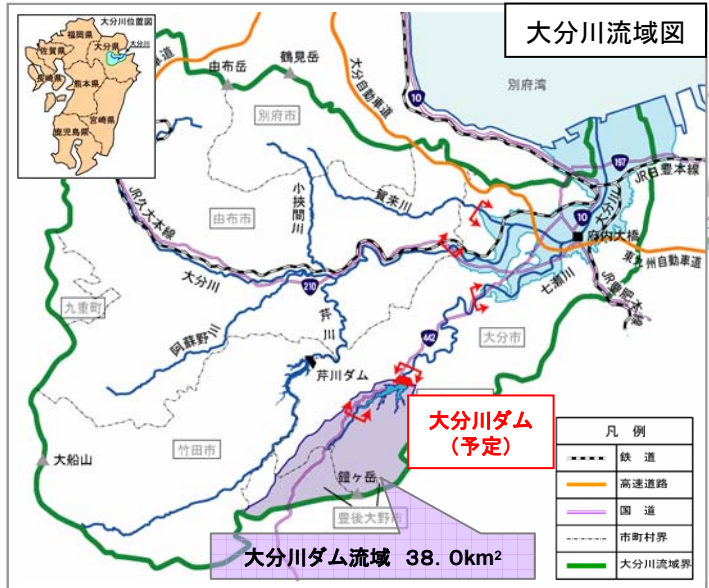 大分川流域図
大分川位置図
福岡県
佐賀県
大分県
大分川
長崎県
熊本県
宮崎県
鹿児島県
車道
由布岳
鶴見岳
大分自動車道
10
別府湾
別府市
197
JR日豊本線
小挾間川
賀来川
大分川
10
府内大橋
由布市
JR久大本線
東九州自動車道
七瀬川
JR豊肥本線
大分川
210
九重町
芹川
阿蘇野川
442
大分市
芹川ダム
大分川ダム
(予定)
竹田市
大船山
鎧ヶ岳
豊後大野市
大分川ダム流域 38.0km²
凡 例
鉄 道
高速道路
国 道
市町村界
大分川流域界